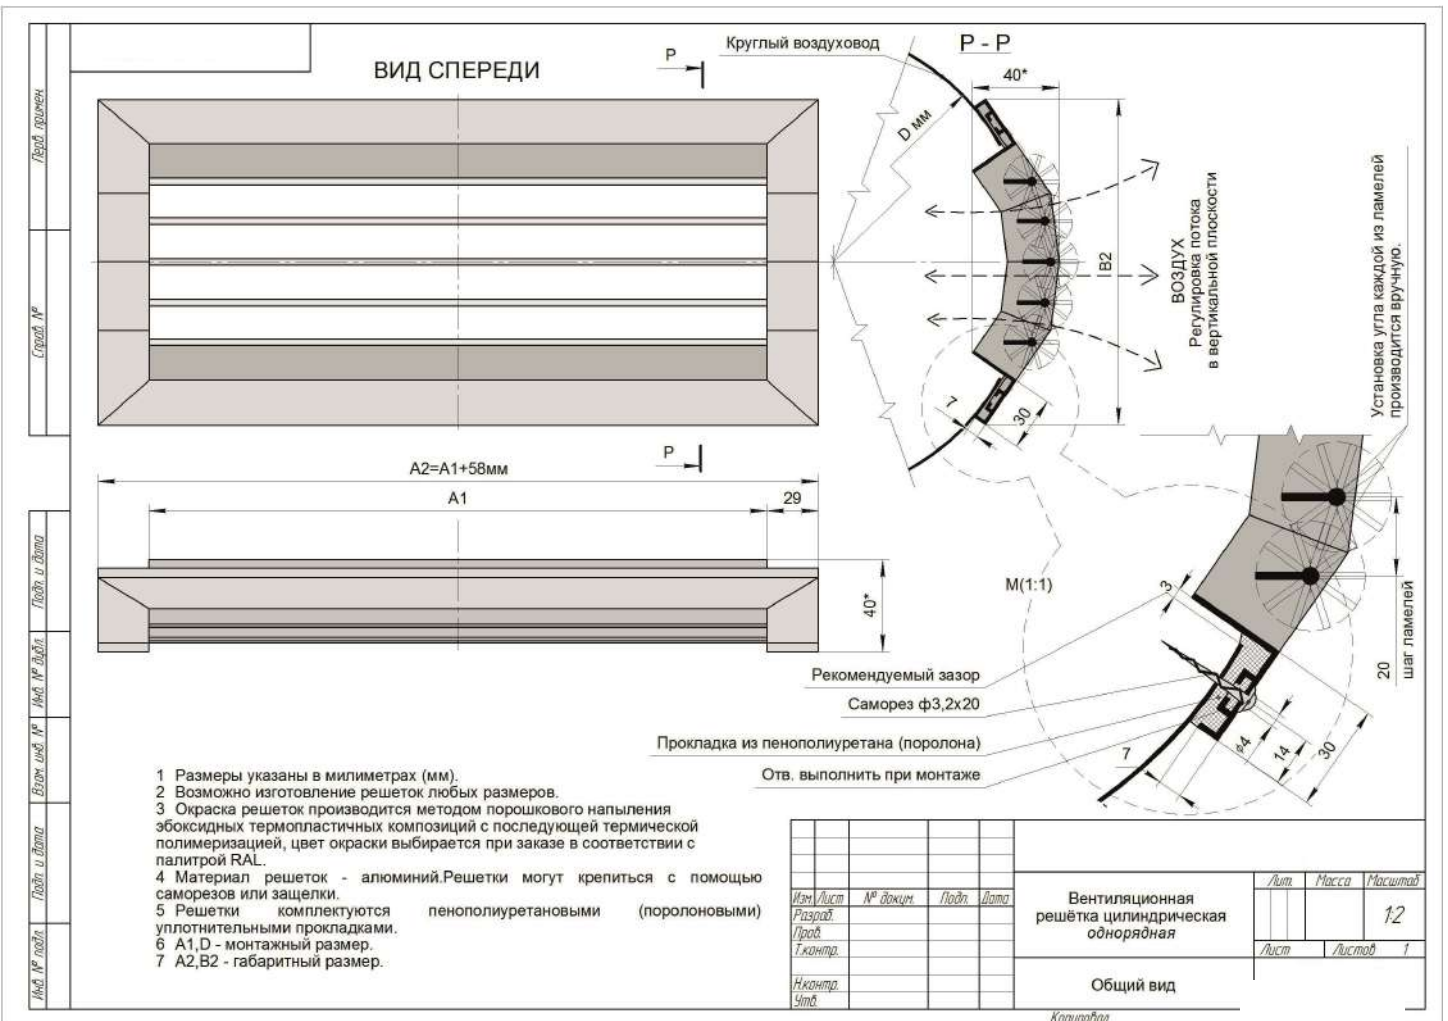 Перв. примен.
Справ. №
Подп. и дата
Инв. № дубл.
Взам. инв. №
Подп. и дата
Инв. № подл.
ВИД СПЕРЕДИ
P
P
A2=A1+58мм
A1
29
40*
Круглый воздуховод
P - P
40*
D мм
B2
7
30
ВОЗДУХ
Регулировка потока
в вертикальной плоскости
Установка угла каждой из ламелей
производится вручную.
М(1:1)
3
20
шаг ламелей
Рекомендуемый зазор
Саморез ф3,2х20
Прокладка из пенополиуретана (поролона)
Отв. выполнить при монтаже
7
ф4
14
30
1 Размеры указаны в милиметрах (мм).
2 Возможно изготовление решеток любых размеров.
3 Окраска решеток производится методом порошкового напыления
эбоксидных термопластичных композиций с последующей термической
полимеризацией, цвет окраски выбирается при заказе в соответствии с
палитрой RAL.
4 Материал решеток - алюминий.Решетки могут крепиться с помощью
саморезов или защелки.
5 Решетки комплектуются пенополиуретановыми (поролоновыми)
уплотнительными прокладками.
6 A1,D - монтажный размер.
7 A2,B2 - габаритный размер.
Изм. Лист № докум. Подп. Дата
Разраб.
Пров.
Т.контр.
Н.контр.
Утв.
Вентиляционная
решётка цилиндрическая
однорядная
Общий вид
Лит. Масса Масштаб
1:2
Лист Листов 1
Копировал